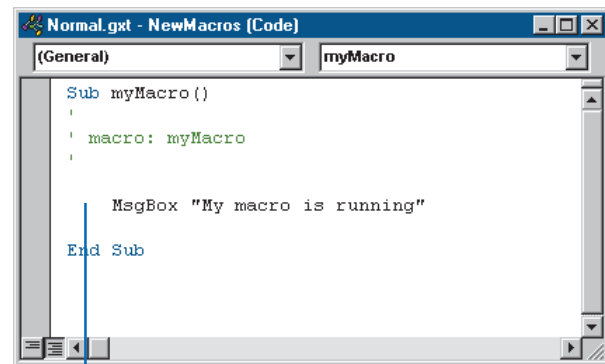 Normal.gxt - NewMacros (Code)
(General) myMacro
Sub myMacro()
'
' macro: myMacro
'
MsgBox "My macro is running"
End Sub